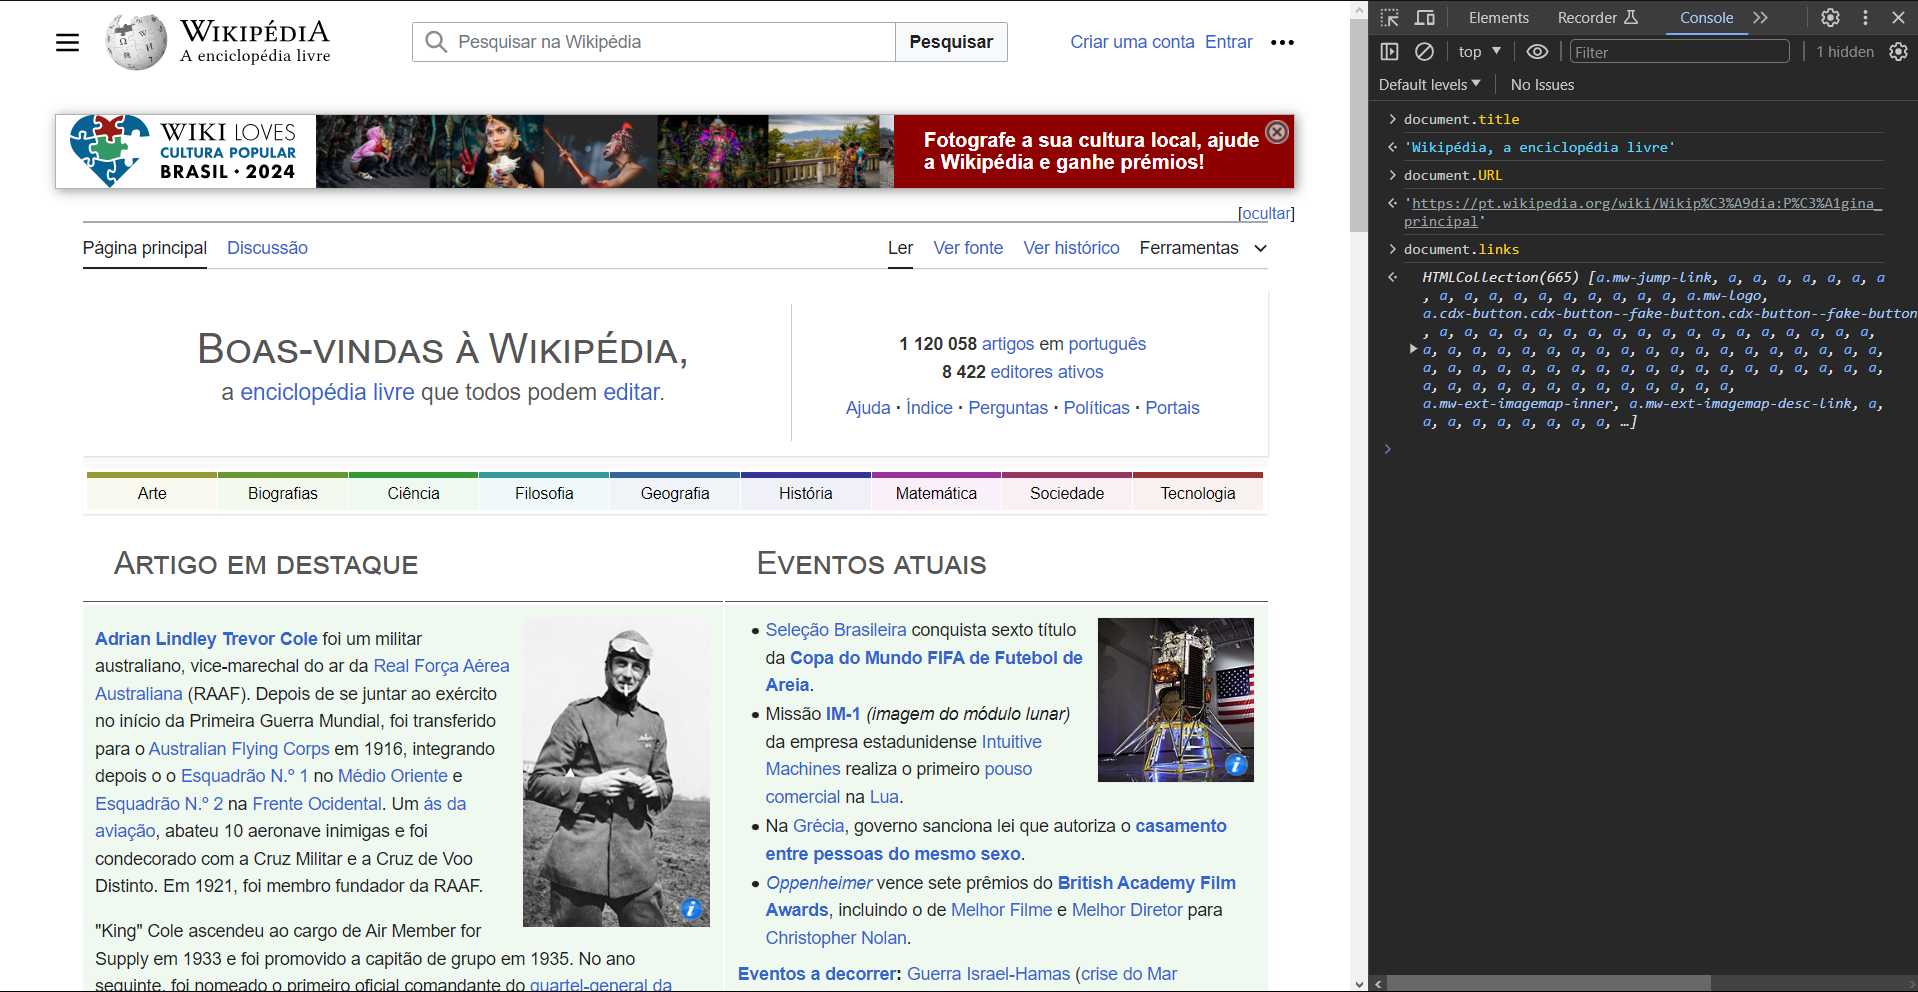 WIKIPÉDIA
A enciclopédia livre
Pesquisar na Wikipédia
Pesquisar
Criar uma conta Entrar
WIKI LOVES
CULTURA POPULAR
BRASIL · 2024
Fotografe a sua cultura local, ajude
a Wikipédia e ganhe prémios!
[ocultar]
Página principal Discussão Ler Ver fonte Ver histórico Ferramentas
BOAS-VINDAS À WIKIPÉDIA,
a enciclopédia livre que todos podem editar.
1 120 058 artigos em português
8 422 editores ativos
Ajuda · Índice · Perguntas · Políticas · Portais
Arte Biografias Ciência Filosofia Geografia História Matemática Sociedade Tecnologia
ARTIGO EM DESTAQUE
Adrian Lindley Trevor Cole foi um militar
australiano, vice-marechal do ar da Real Força Aérea
Australiana (RAAF). Depois de se juntar ao exército
no início da Primeira Guerra Mundial, foi transferido
para o Australian Flying Corps em 1916, integrando
depois o o Esquadrão N.º 1 no Médio Oriente e
Esquadrão N.º 2 na Frente Ocidental. Um ás da
aviação, abateu 10 aeronave inimigas e foi
condecorado com a Cruz Militar e a Cruz de Voo
Distinto. Em 1921, foi membro fundador da RAAF.
"King" Cole ascendeu ao cargo de Air Member for
Supply em 1933 e foi promovido a capitão de grupo em 1935. No ano
seguinte, foi nomeado o primeiro oficial comandante do quartel-general da
EVENTOS ATUAIS
• Seleção Brasileira conquista sexto título
da Copa do Mundo FIFA de Futebol de
Areia.
• Missão IM-1 (imagem do módulo lunar)
da empresa estadunidense Intuitive
Machines realiza o primeiro pouso
comercial na Lua.
• Na Grécia, governo sanciona lei que autoriza o casamento
entre pessoas do mesmo sexo.
• Oppenheimer vence sete prêmios do British Academy Film
Awards, incluindo o de Melhor Filme e Melhor Diretor para
Christopher Nolan.
Eventos a decorrer: Guerra Israel-Hamas (crise do Mar
Elements Recorder Console
top Filter 1 hidden
Default levels No Issues
document.title
'Wikipédia, a enciclopédia livre'
document.URL
'https://pt.wikipedia.org/wiki/Wikip%C3%A9dia:P%C3%A1gina_
principal'
document.links
HTMLCollection(665) [a.mw-jump-link, a, a, a, a, a, a, a
, a, a, a, a, a, a, a, a, a, a, a.mw-logo,
a.cdx-button.cdx-button--fake-button.cdx-button--fake-button
, a, a, a, a, a, a, a, a, a, a, a, a, a, a, a, a, a, a,
a, a, a, a, a, a, a, a, a, a, a, a, a, a, a, a, a, a, a,
a, a, a, a, a, a, a, a, a, a, a, a, a, a, a, a, a, a, a,
a, a, a, a, a, a, a, a, a, a, a, a, a,
a.mw-ext-imagemap-inner, a.mw-ext-imagemap-desc-link, a,
a, a, a, a, a, a, a, a, …]